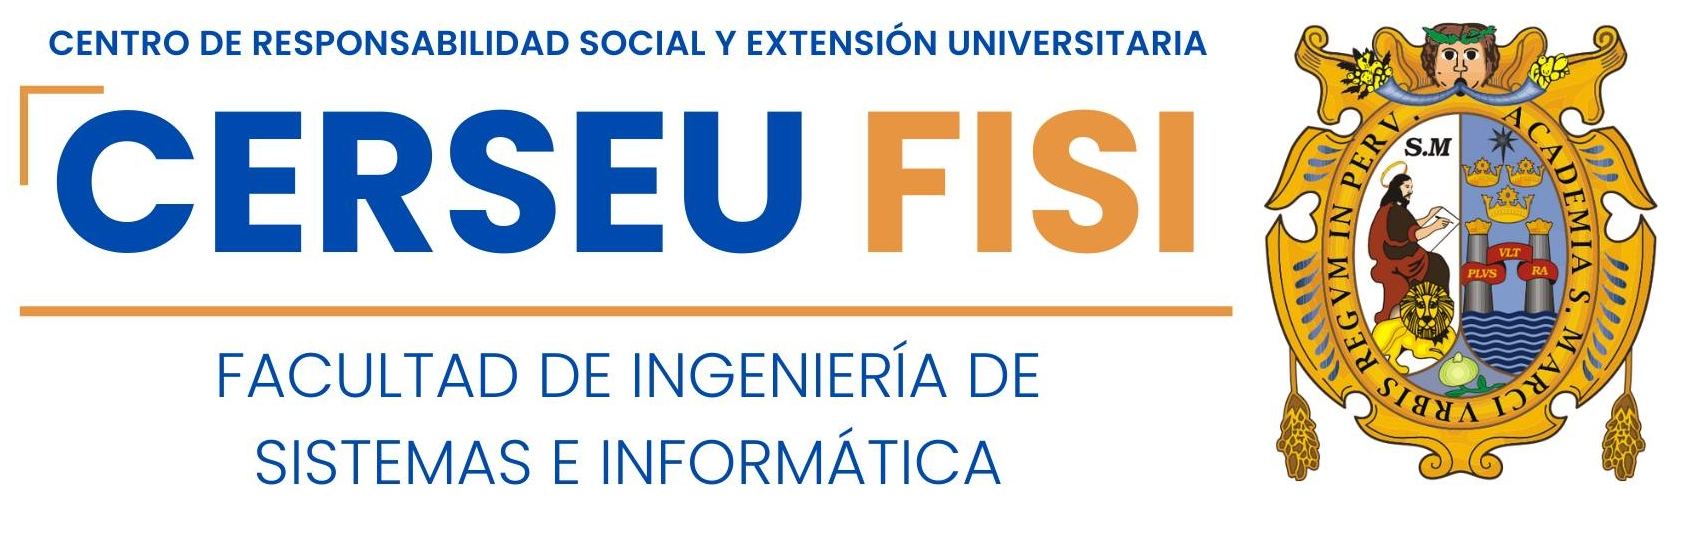 CENTRO DE RESPONSABILIDAD SOCIAL Y EXTENSIÓN UNIVERSITARIA
CERSEU FISI
FACULTAD DE INGENIERÍA DE
SISTEMAS E INFORMÁTICA
ACADEMIA S. MARCI VRBIS REGVM IN PERV.
S.M
PLVS VLT RA